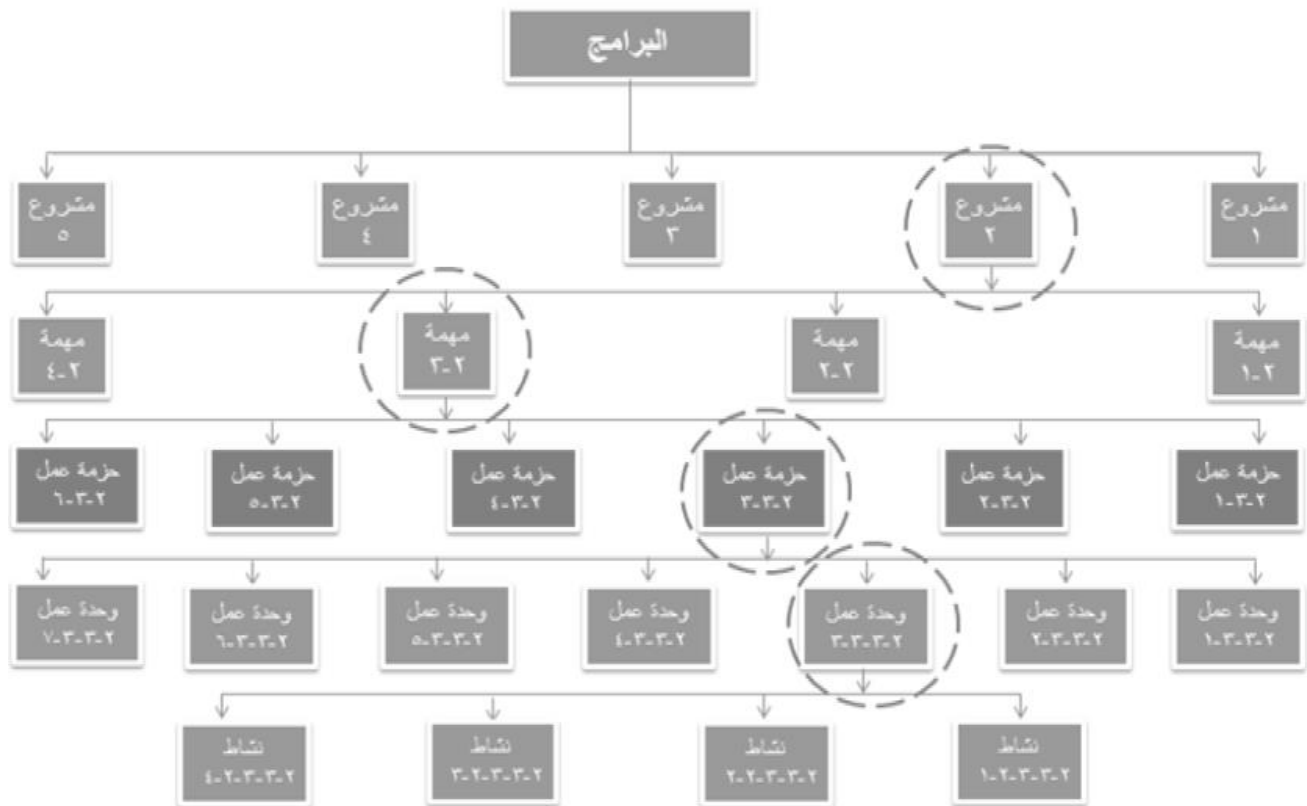 البرامج
مشروع
١
مشروع
٢
مشروع
٣
مشروع
٤
مشروع
٥
مهمة
٢-١
مهمة
٢-٢
مهمة
٢-٣
مهمة
٢-٤
حزمة عمل
٢-٣-١
حزمة عمل
٢-٣-٢
حزمة عمل
٢-٣-٣
حزمة عمل
٢-٣-٤
حزمة عمل
٢-٣-٥
حزمة عمل
٢-٣-٦
وحدة عمل
٢-٣-٣-١
وحدة عمل
٢-٣-٣-٢
وحدة عمل
٢-٣-٣-٣
وحدة عمل
٢-٣-٣-٤
وحدة عمل
٢-٣-٣-٥
وحدة عمل
٢-٣-٣-٦
وحدة عمل
٢-٣-٣-٧
نشاط
٢-٣-٣-٢-١
نشاط
٢-٣-٣-٢-٢
نشاط
٢-٣-٣-٢-٣
نشاط
٢-٣-٣-٢-٤